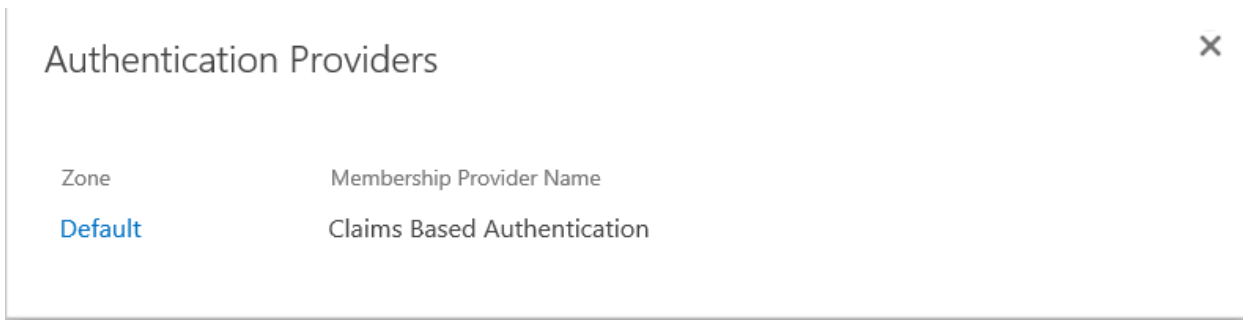 Authentication Providers
Zone Membership Provider Name
Default Claims Based Authentication